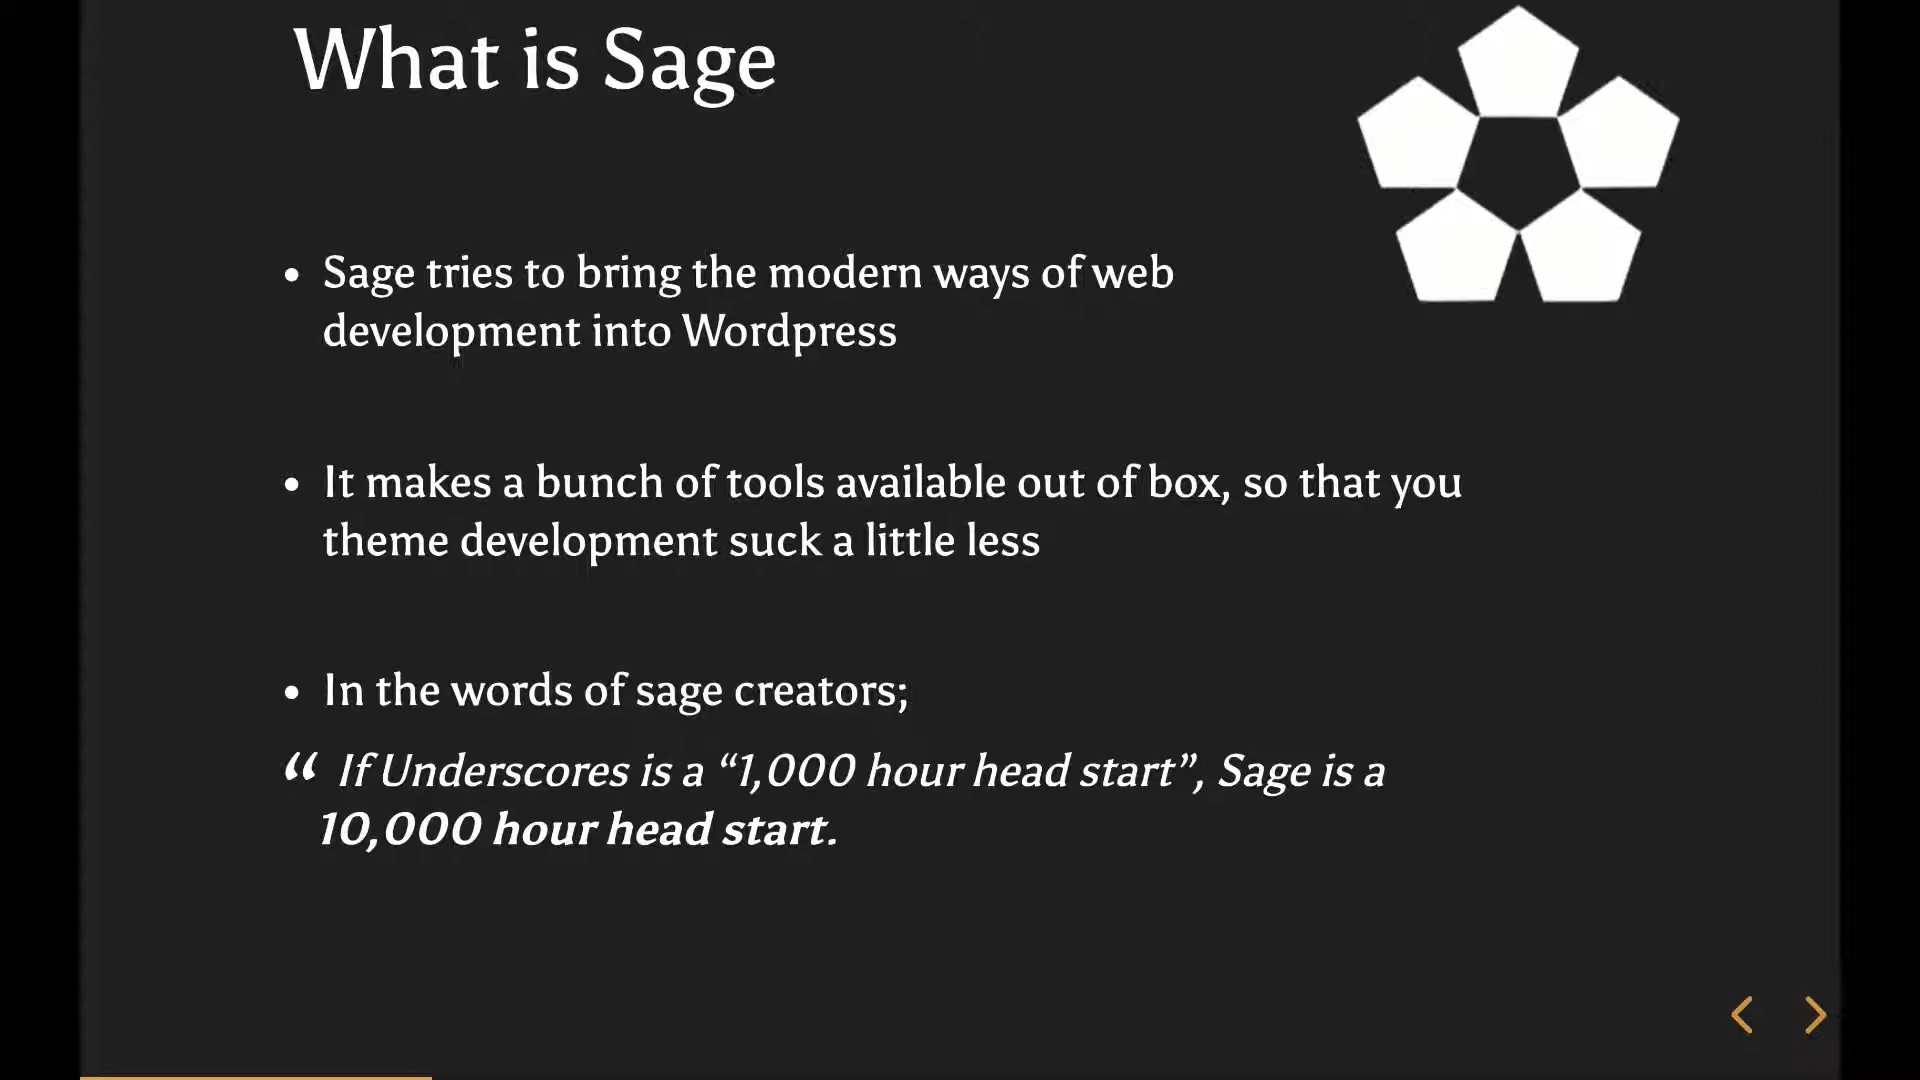 What is Sage
• Sage tries to bring the modern ways of web
development into Wordpress
• It makes a bunch of tools available out of box, so that you
theme development suck a little less
• In the words of sage creators;
“ If Underscores is a “1,000 hour head start”, Sage is a
10,000 hour head start.